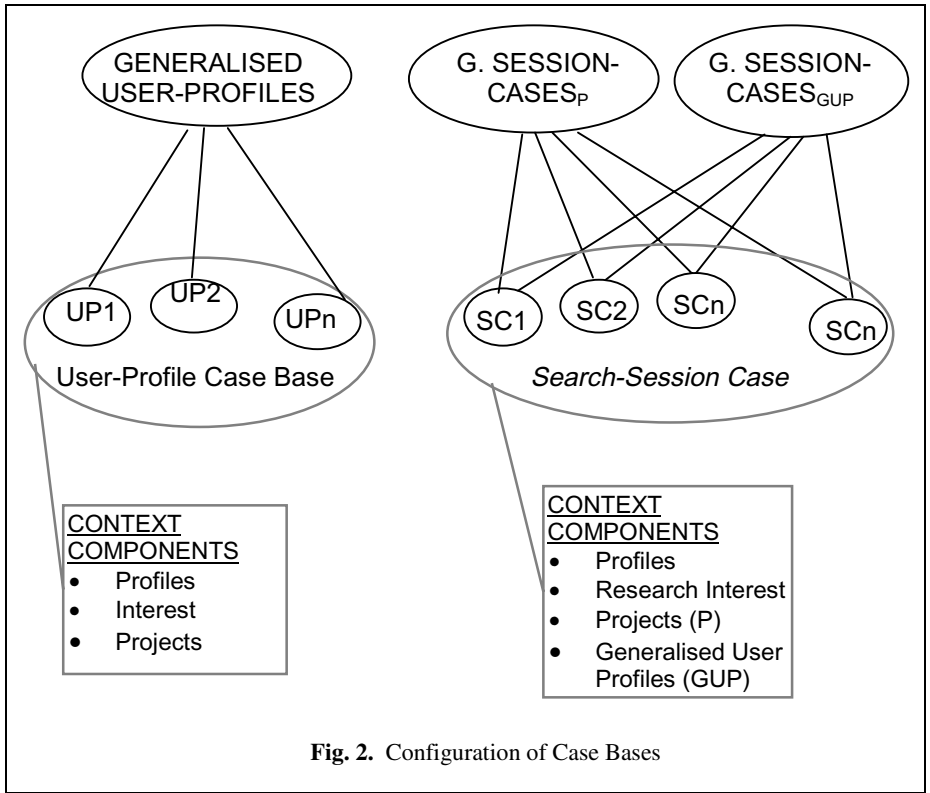 GENERALISED
USER-PROFILES
G. SESSION-
CASESP
G. SESSION-
CASESGUP
UP1
UP2
UPn
User-Profile Case Base
SC1
SC2
SCn
SCn
Search-Session Case
CONTEXT
COMPONENTS
• Profiles
• Interest
• Projects
CONTEXT
COMPONENTS
• Profiles
• Research Interest
• Projects (P)
• Generalised User
Profiles (GUP)
Fig. 2. Configuration of Case Bases